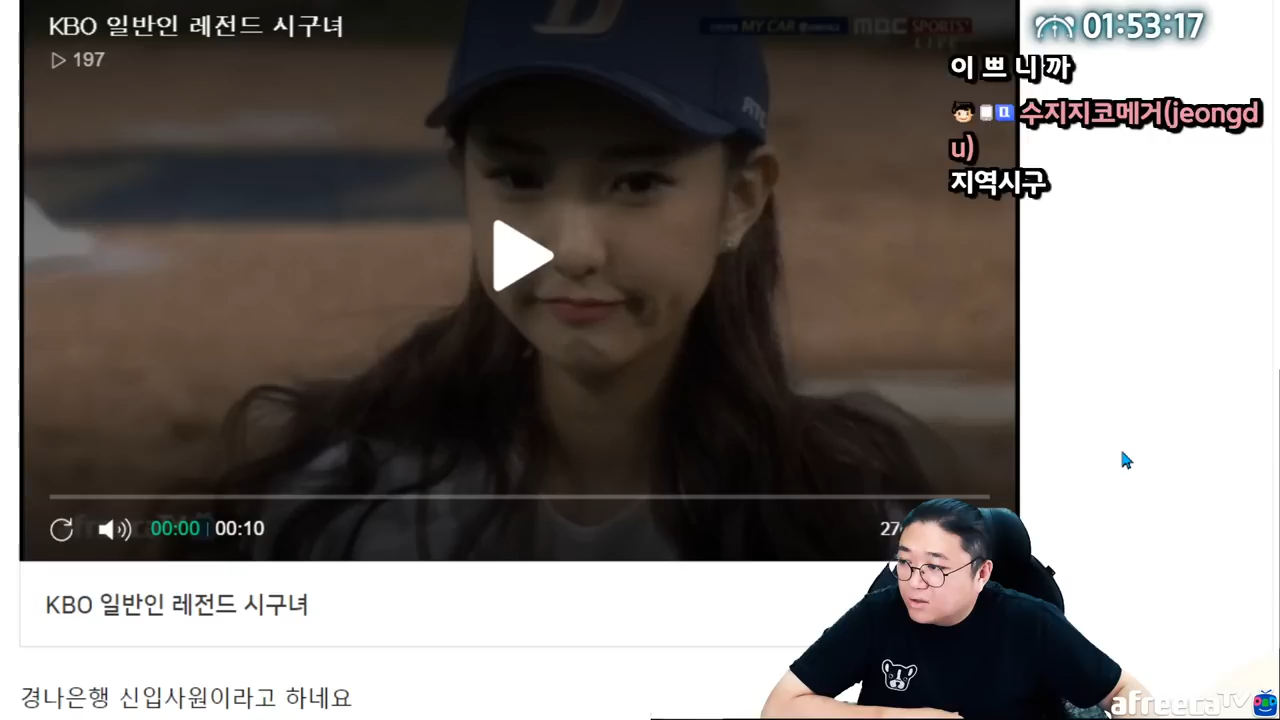 KBO 일반인 레전드 시구녀
197
MY CAR
MBC SPORTS+
LIVE
01:53:17
이 쁘 니 까
수지지코메거(jeongd
u)
지역시구
D
00:00 00:10
KBO 일반인 레전드 시구녀
경나은행 신입사원이라고 하네요
afreecaTV